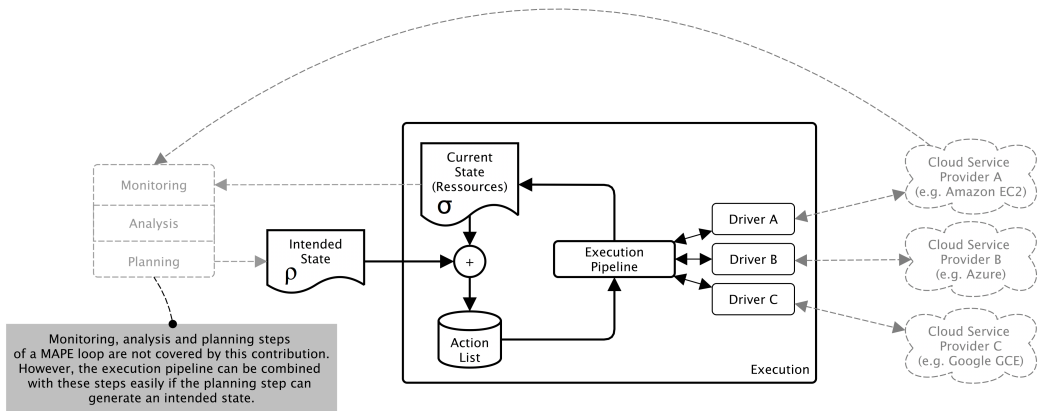 Monitoring
Analysis
Planning
Intended
State
ρ
Current
State
(Ressources)
σ
+
Action
List
Execution
Pipeline
Driver A
Driver B
Driver C
Execution
Cloud Service
Provider A
(e.g. Amazon EC2)
Cloud Service
Provider B
(e.g. Azure)
Cloud Service
Provider C
(e.g. Google GCE)
Monitoring, analysis and planning steps
of a MAPE loop are not covered by this contribution.
However, the execution pipeline can be combined
with these steps easily if the planning step can
generate an intended state.